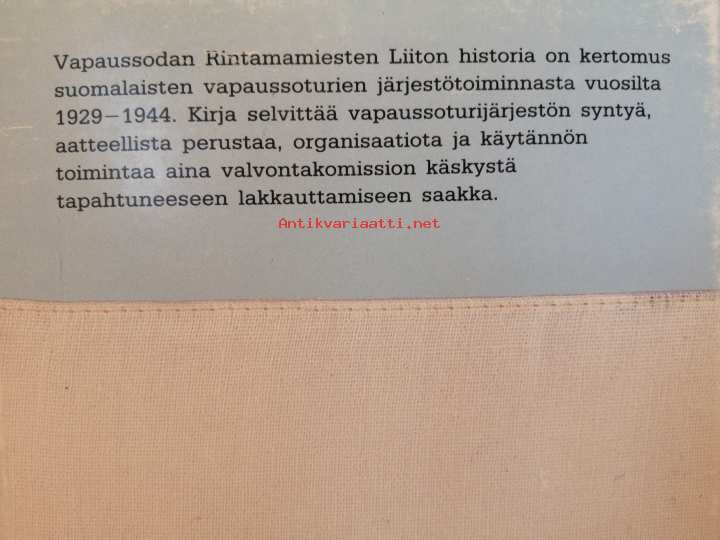 Vapaussodan Rintamamiesten Liiton historia on kertomus
suomalaisten vapaussoturien järjestötoiminnasta vuosilta
1929–1944. Kirja selvittää vapaussoturijärjestön syntyä,
aatteellista perustaa, organisaatiota ja käytännön
toimintaa aina valvontakomission käskystä
tapahtuneeseen lakkauttamiseen saakka.
Antikvariaatti.net